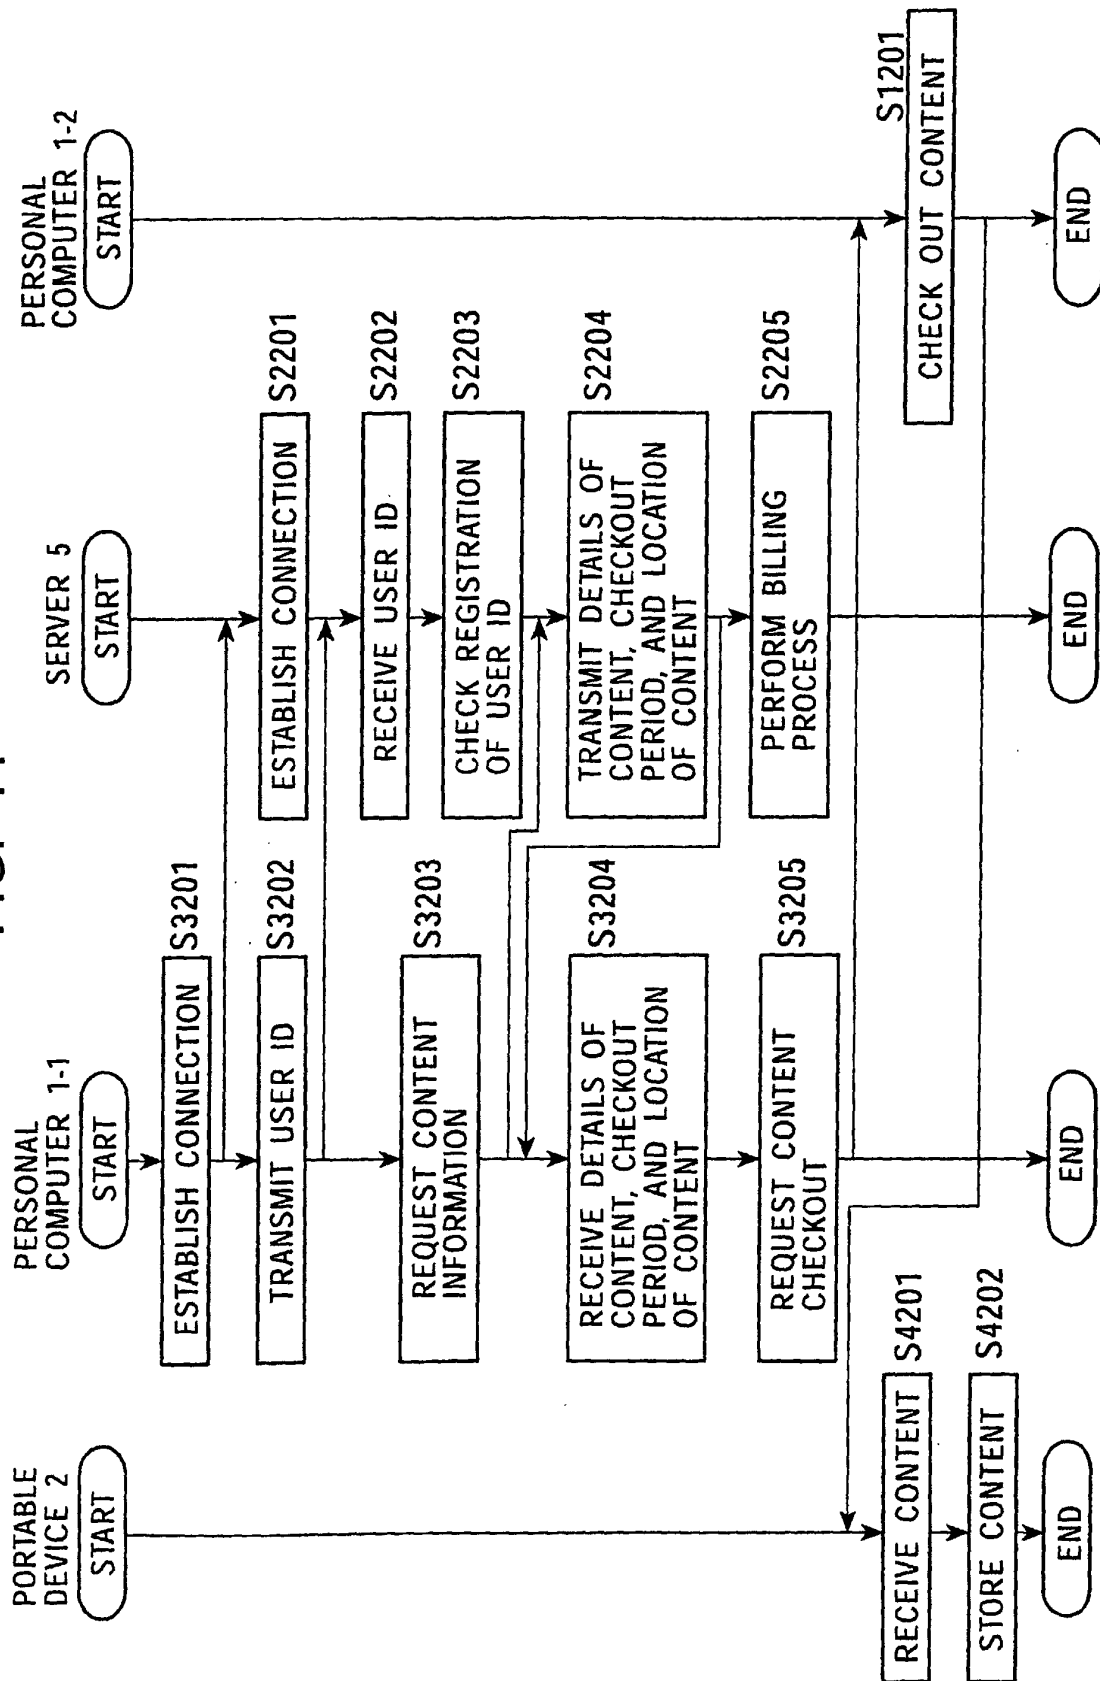 PORTABLE
DEVICE 2
START
RECEIVE CONTENT
S4201
STORE CONTENT
S4202
END
PERSONAL
COMPUTER 1-1
START
ESTABLISH CONNECTION
S3201
TRANSMIT USER ID
S3202
REQUEST CONTENT
INFORMATION
S3203
RECEIVE DETAILS OF
CONTENT, CHECKOUT
PERIOD, AND LOCATION
OF CONTENT
S3204
REQUEST CONTENT
CHECKOUT
S3205
END
SERVER 5
START
ESTABLISH CONNECTION
S2201
RECEIVE USER ID
S2202
CHECK REGISTRATION
OF USER ID
S2203
TRANSMIT DETAILS OF
CONTENT, CHECKOUT
PERIOD, AND LOCATION
OF CONTENT
S2204
PERFORM BILLING
PROCESS
S2205
END
PERSONAL
COMPUTER 1-2
START
CHECK OUT CONTENT
S1201
END